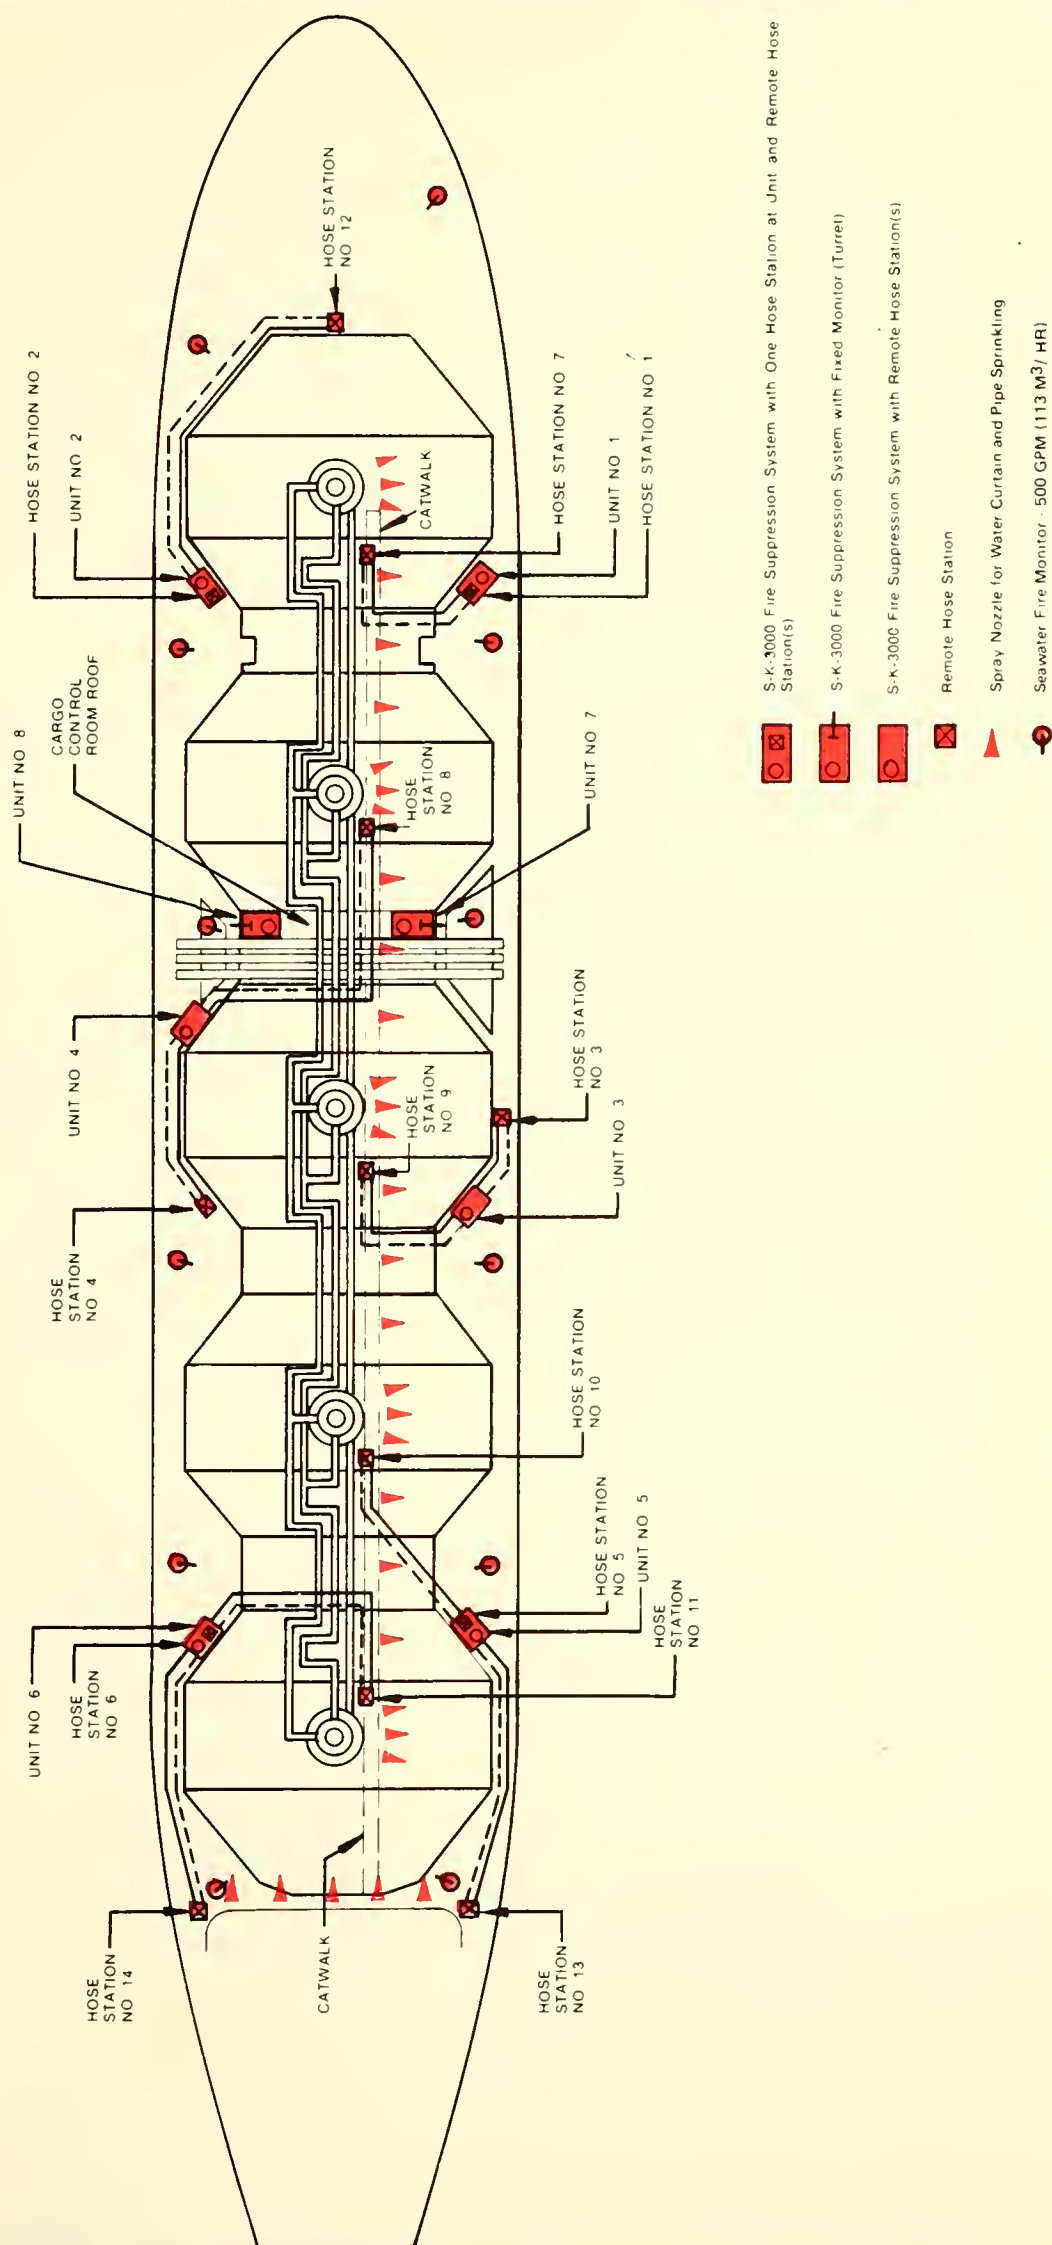 HOSE STATION
NO 12
HOSE STATION NO 2
UNIT NO 2
HOSE STATION NO 7
UNIT NO 1
HOSE STATION NO 1
CATWALK
CARGO
CONTROL
ROOM ROOF
UNIT NO 8
HOSE
STATION
NO 8
UNIT NO 7
UNIT NO 4
HOSE
STATION
NO 9
HOSE STATION
NO 3
UNIT NO 3
HOSE
STATION
NO 4
HOSE STATION
NO 10
HOSE STATION
NO 5
UNIT NO 5
HOSE
STATION
NO 11
UNIT NO 6
HOSE
STATION
NO 6
CATWALK
HOSE
STATION
NO 14
HOSE
STATION
NO 13
S-K-3000 Fire Suppression System with One Hose Station at Unit and Remote Hose
Station(s)
S-K-3000 Fire Suppression System with Fixed Monitor (Turret)
S-K-3000 Fire Suppression System with Remote Hose Station(s)
Remote Hose Station
Spray Nozzle for Water Curtain and Pipe Sprinkling
Seawater Fire Monitor - 500 GPM (113 M3/ HR)